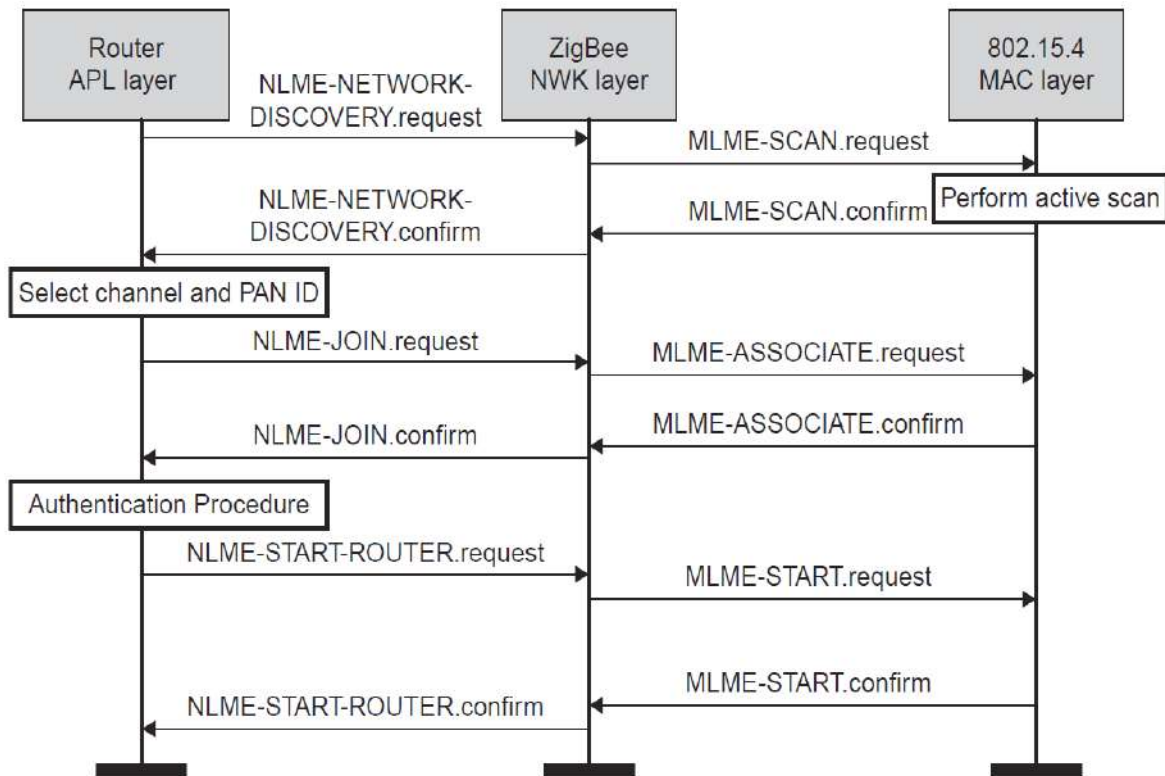 Router
APL layer
ZigBee
NWK layer
802.15.4
MAC layer
NLME-NETWORK-
DISCOVERY.request
MLME-SCAN.request
Perform active scan
NLME-NETWORK-
DISCOVERY.confirm
MLME-SCAN.confirm
Select channel and PAN ID
NLME-JOIN.request
MLME-ASSOCIATE.request
NLME-JOIN.confirm
MLME-ASSOCIATE.confirm
Authentication Procedure
NLME-START-ROUTER.request
MLME-START.request
MLME-START.confirm
NLME-START-ROUTER.confirm